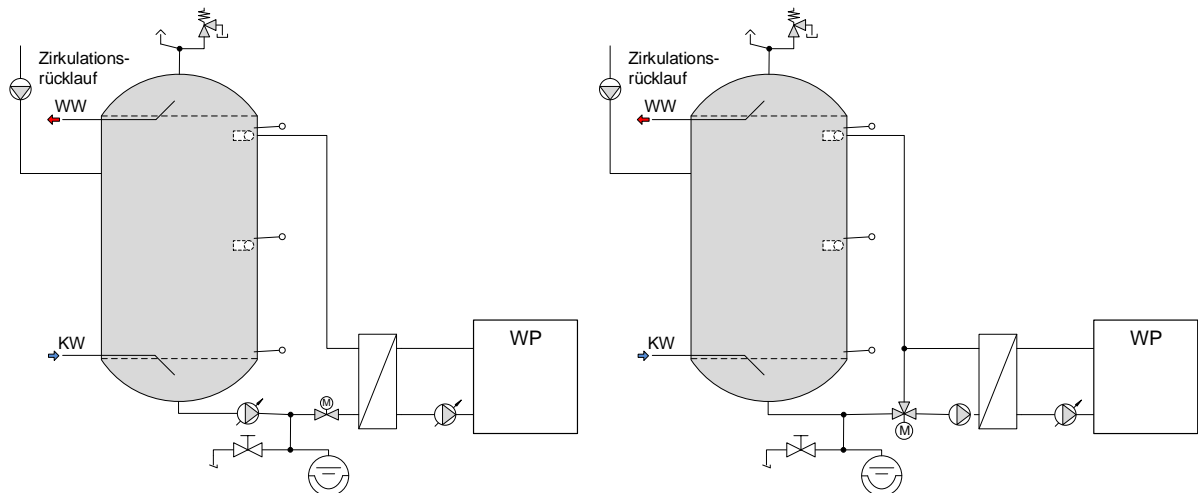 Zirkulations-
rücklauf
WW
KW
M
WP
Zirkulations-
rücklauf
WW
KW
M
WP